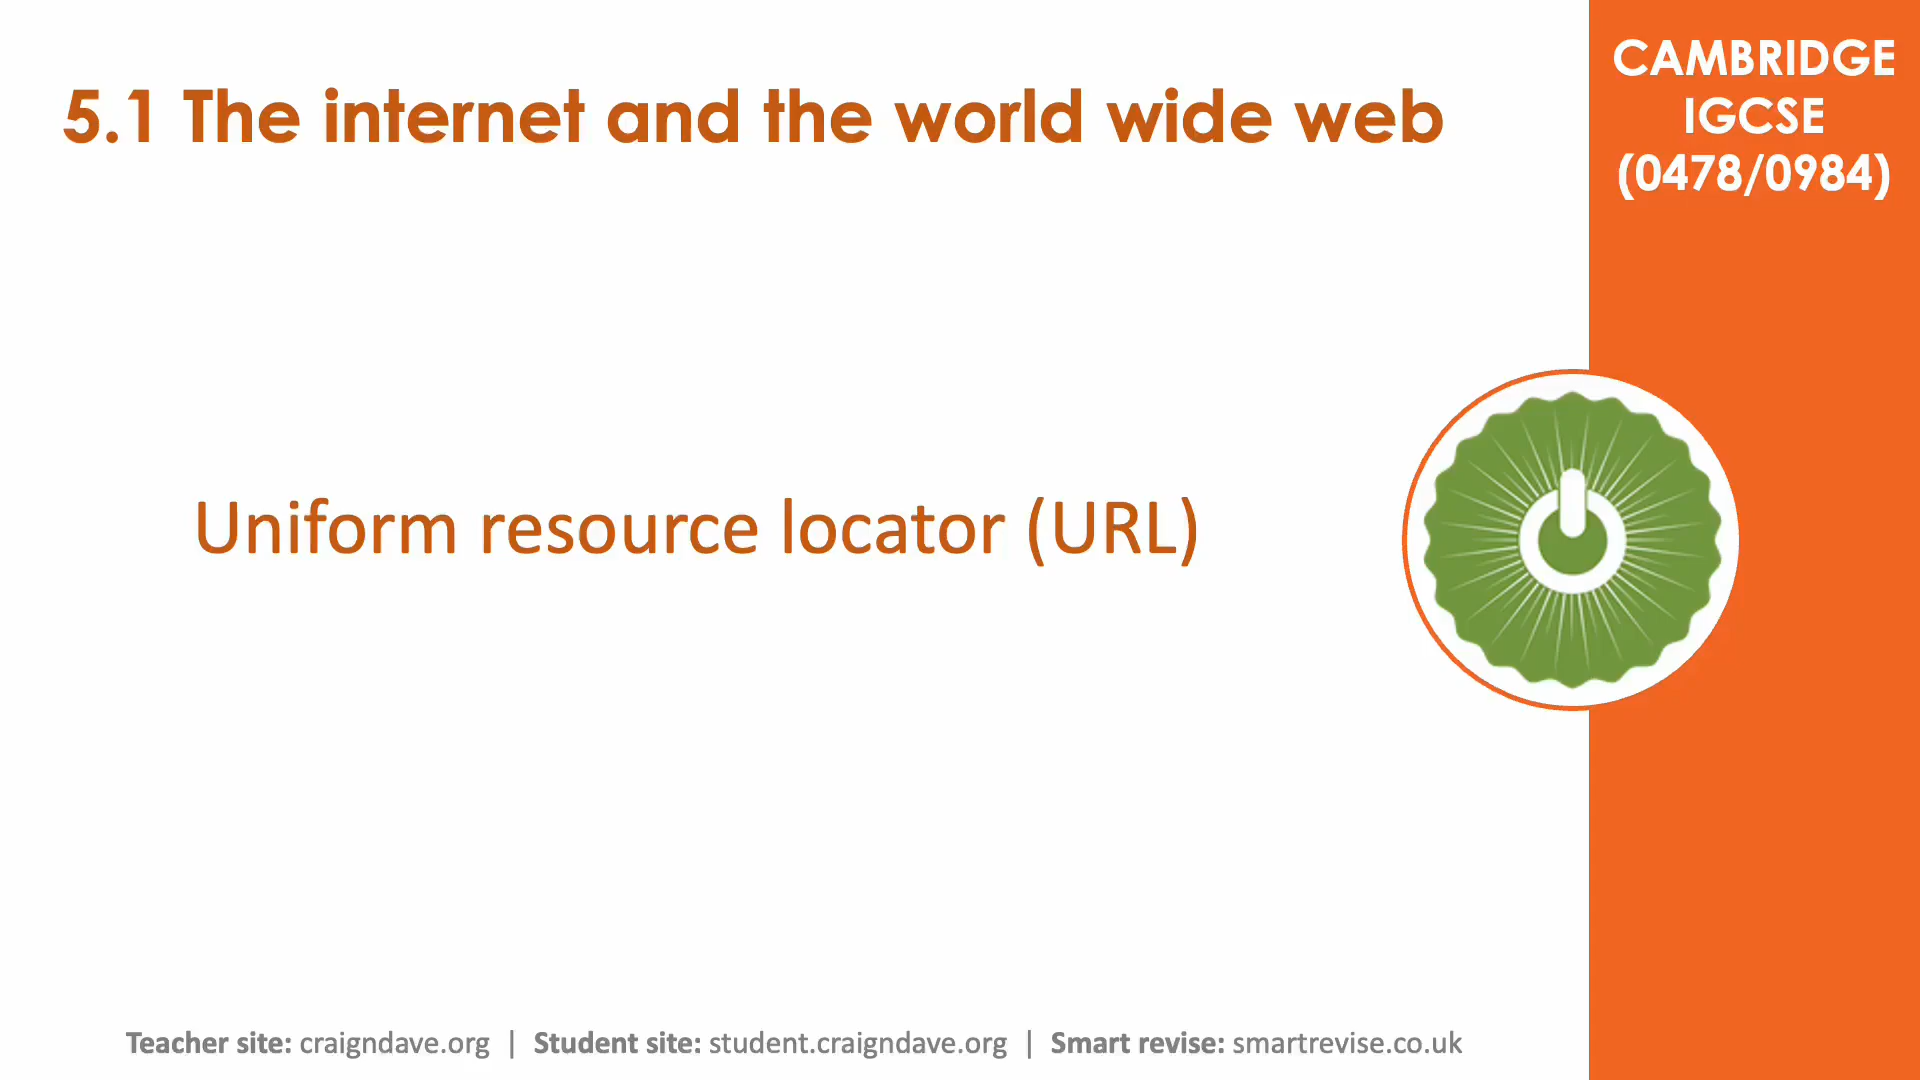 5.1 The internet and the world wide web
CAMBRIDGE
IGCSE
(0478/0984)
Uniform resource locator (URL)
Teacher site: craigndave.org | Student site: student.craigndave.org | Smart revise: smartrevise.co.uk